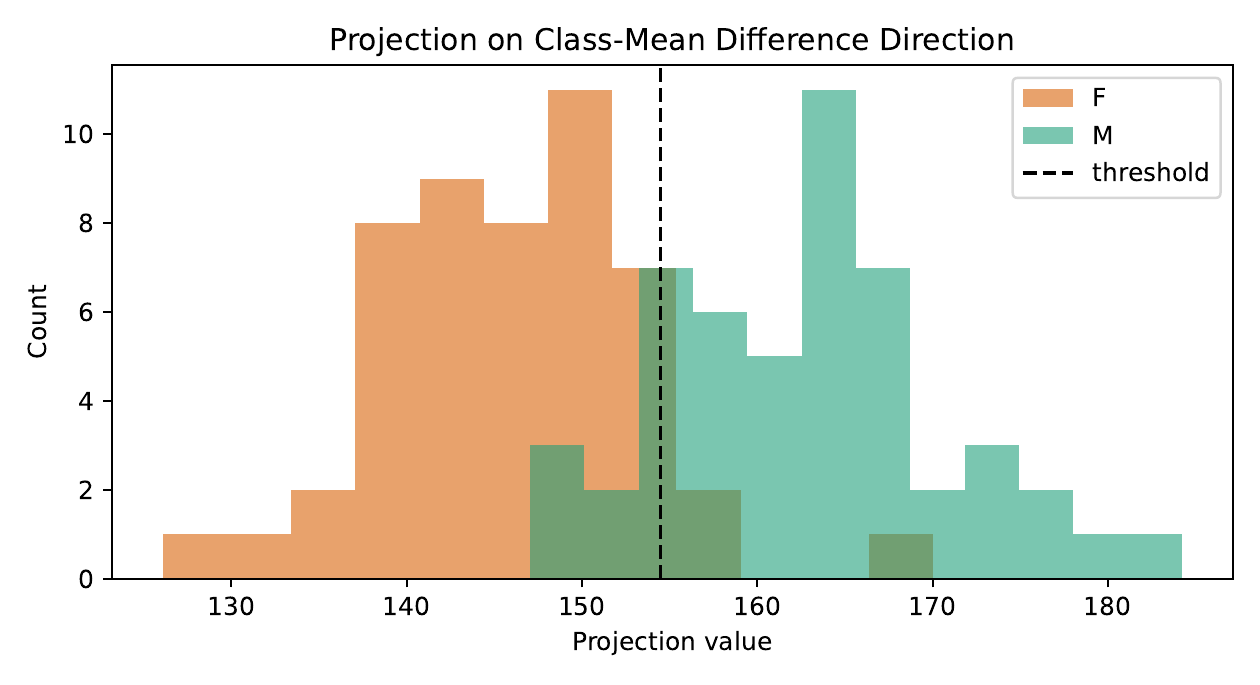 Projection on Class-Mean Difference Direction
F
M
threshold
10
8
6
4
2
0
Count
130 140 150 160 170 180
Projection value